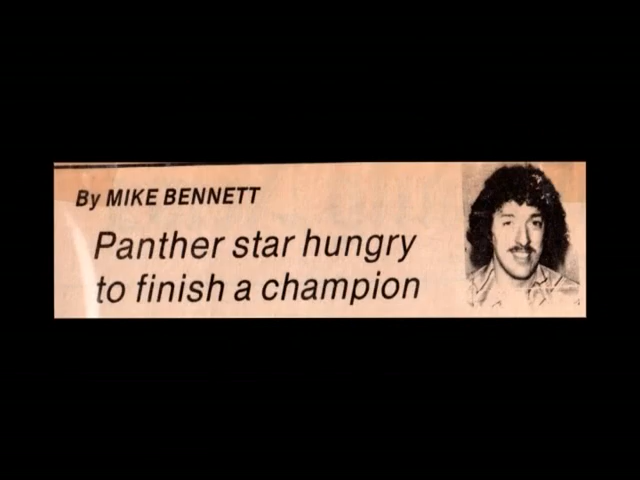 By MIKE BENNETT
Panther star hungry
to finish a champion